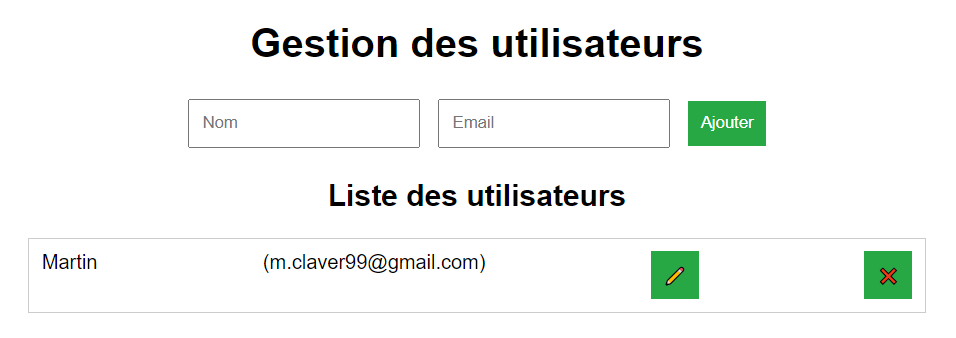 Gestion des utilisateurs
Nom Email Ajouter
Liste des utilisateurs
Martin (m.claver99@gmail.com)